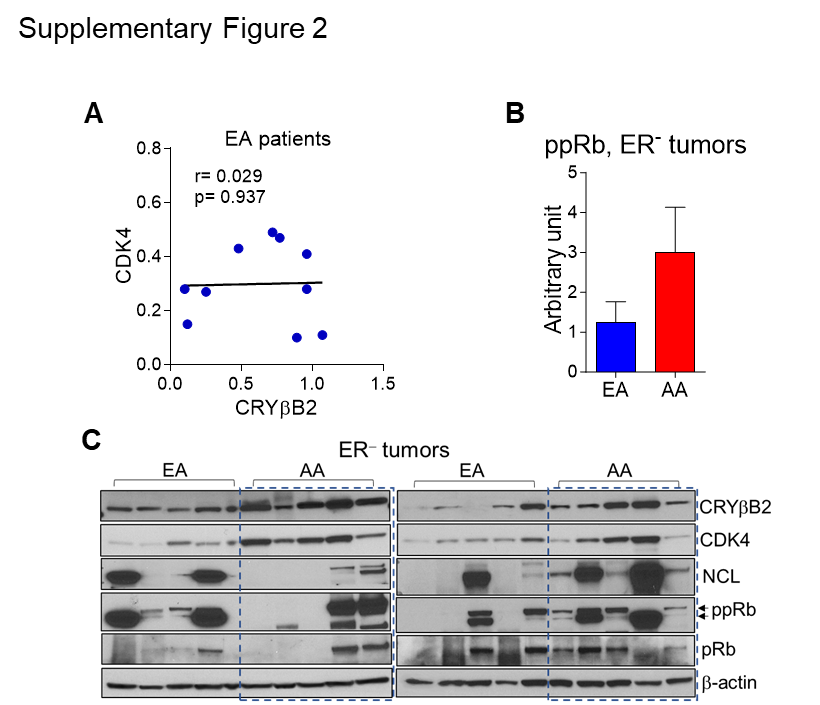 Supplementary Figure 2
A
EA patients
r= 0.029
p= 0.937
CDK4
0.8
0.6
0.4
0.2
0.0
0.0 0.5 1.0 1.5
CRYβB2
B
ppRb, ER⁻ tumors
Arbitrary unit
5
4
3
2
1
0
EA AA
C
ER⁻ tumors
EA AA EA AA
CRYβB2
CDK4
NCL
ppRb
pRb
β-actin